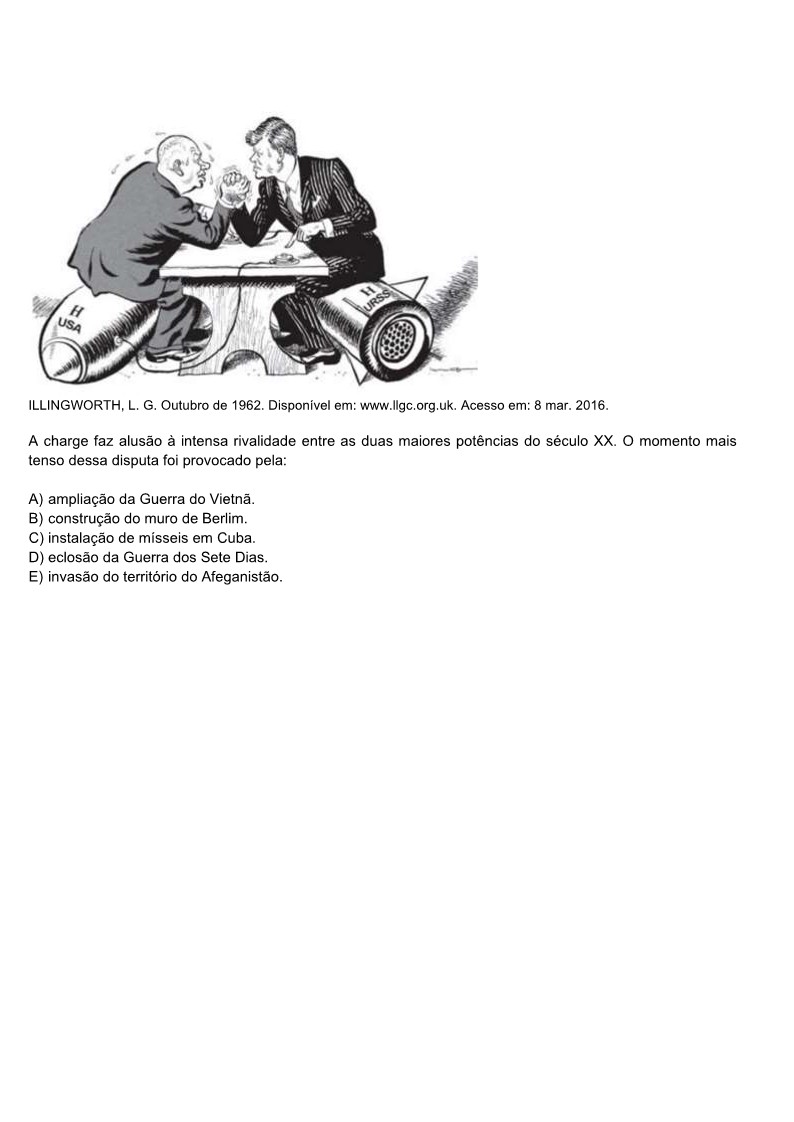 H
USA
H
URSS
ILLINGWORTH, L. G. Outubro de 1962. Disponível em: www.llgc.org.uk. Acesso em: 8 mar. 2016.
A charge faz alusão à intensa rivalidade entre as duas maiores potências do século XX. O momento mais
tenso dessa disputa foi provocado pela:
A) ampliação da Guerra do Vietnã.
B) construção do muro de Berlim.
C) instalação de mísseis em Cuba.
D) eclosão da Guerra dos Sete Dias.
E) invasão do território do Afeganistão.